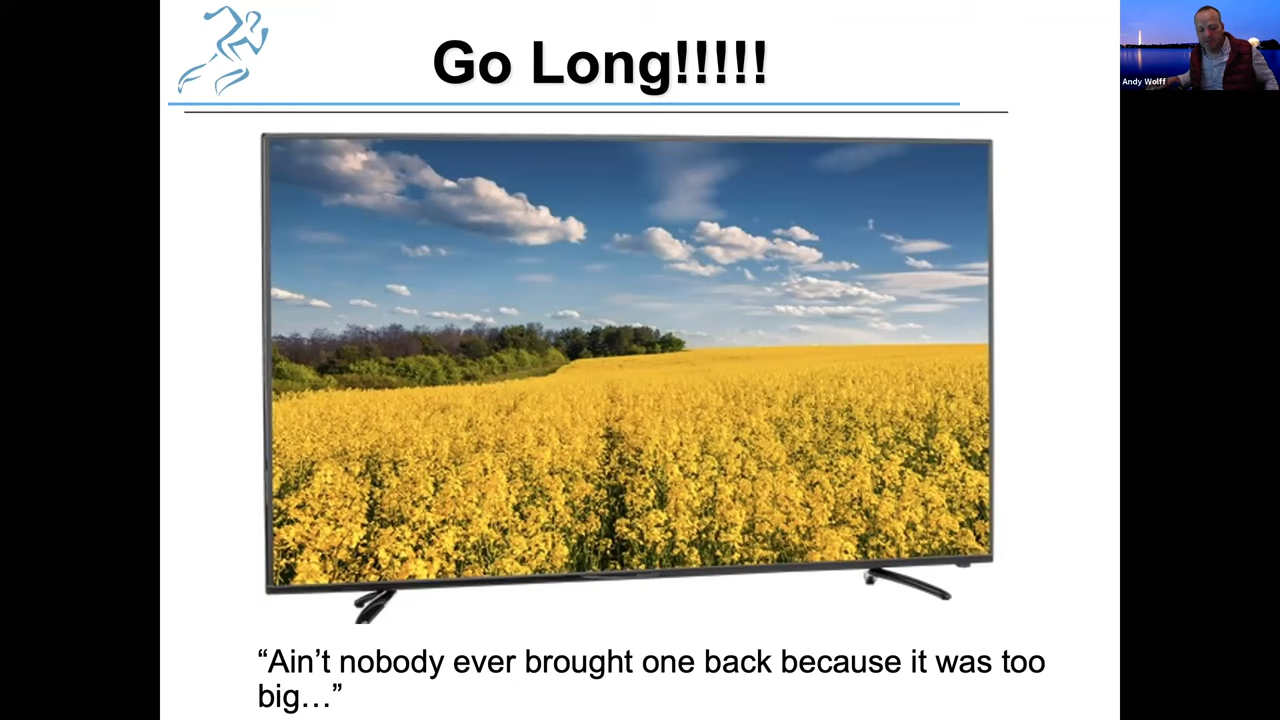 Go Long!!!!!
Andy Wolff
“Ain’t nobody ever brought one back because it was too
big…”